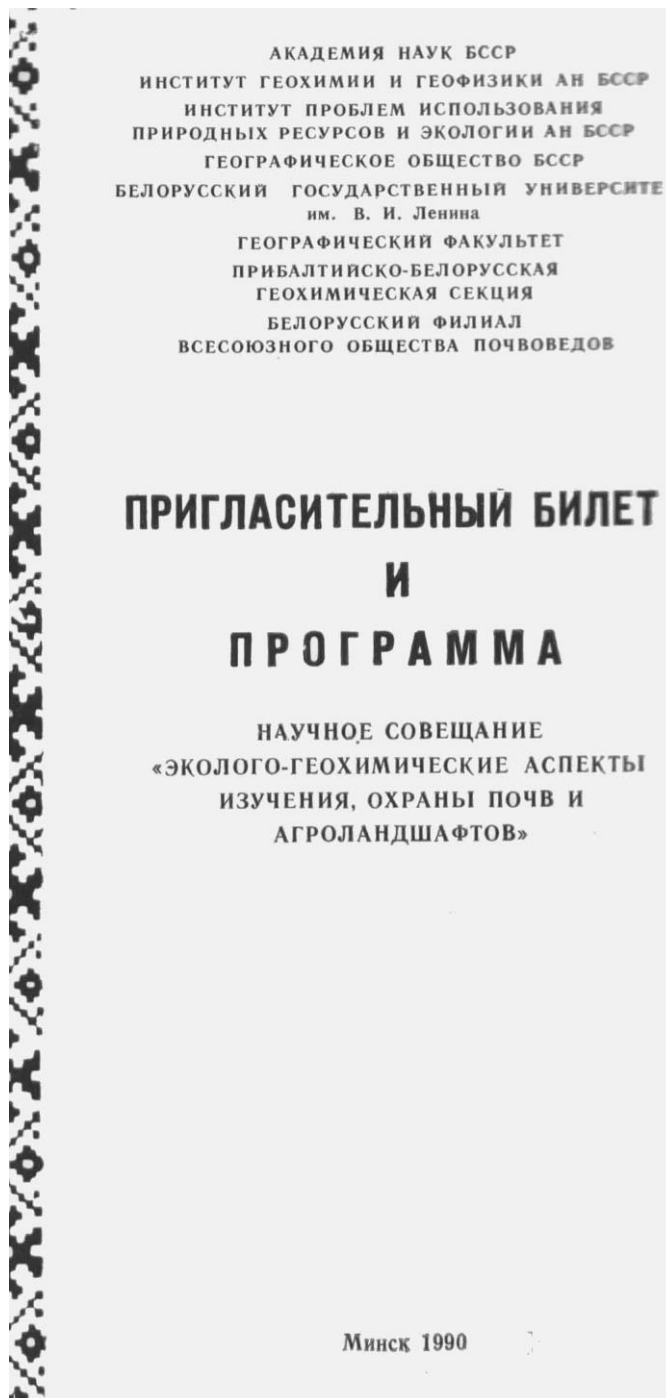 АКАДЕМИЯ НАУК БССР
ИНСТИТУТ ГЕОХИМИИ И ГЕОФИЗИКИ АН БССР
ИНСТИТУТ ПРОБЛЕМ ИСПОЛЬЗОВАНИЯ
ПРИРОДНЫХ РЕСУРСОВ И ЭКОЛОГИИ АН БССР
ГЕОГРАФИЧЕСКОЕ ОБЩЕСТВО БССР
БЕЛОРУССКИЙ ГОСУДАРСТВЕННЫЙ УНИВЕРСИТЕ
им. В. И. Ленина
ГЕОГРАФИЧЕСКИЙ ФАКУЛЬТЕТ
ПРИБАЛТИЙСКО-БЕЛОРУССКАЯ
ГЕОХИМИЧЕСКАЯ СЕКЦИЯ
БЕЛОРУССКИЙ ФИЛИАЛ
ВСЕСОЮЗНОГО ОБЩЕСТВА ПОЧВОВЕДОВ
ПРИГЛАСИТЕЛЬНЫЙ БИЛЕТ
И
ПРОГРАММА
НАУЧНОЕ СОВЕЩАНИЕ
«ЭКОЛОГО-ГЕОХИМИЧЕСКИЕ АСПЕКТЫ
ИЗУЧЕНИЯ, ОХРАНЫ ПОЧВ И
АГРОЛАНДШАФТОВ»
Минск 1990